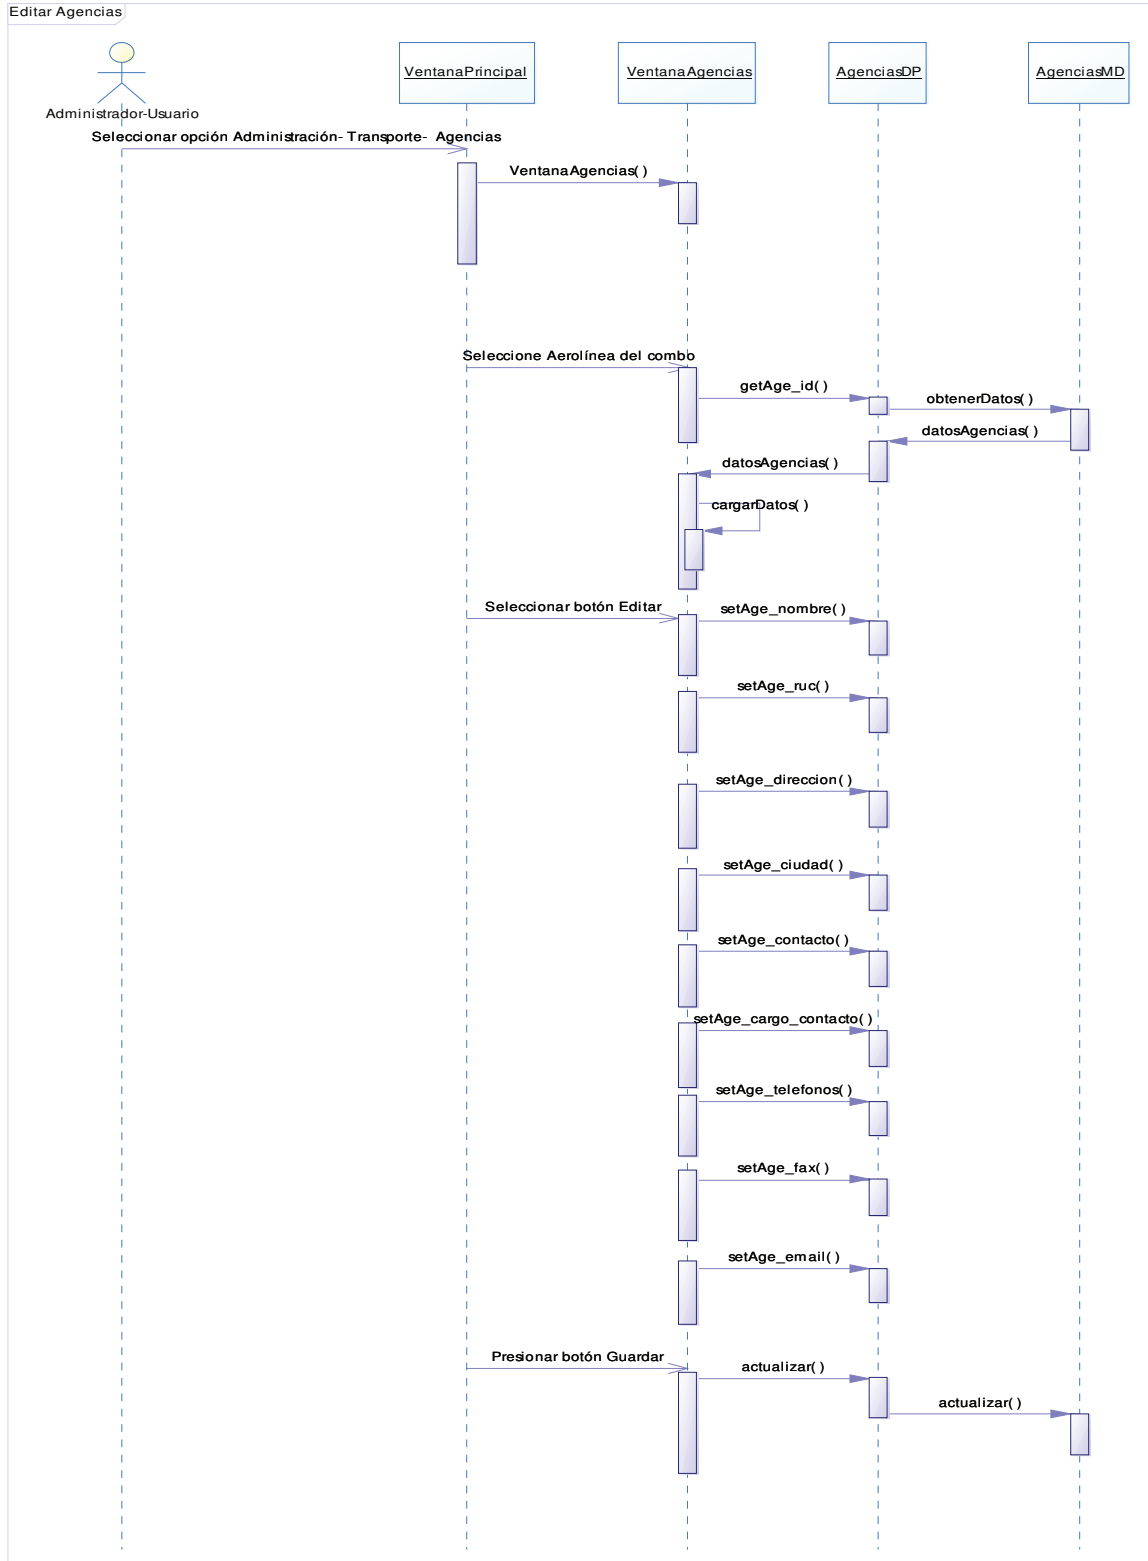 Editar Agencias
VentanaPrincipal
VentanaAgencias
AgenciasDP
AgenciasMD
Administrador-Usuario
Seleccionar opción Administración- Transporte- Agencias
VentanaAgencias( )
Seleccione Aerolínea del combo
getAge_id( )
obtenerDatos( )
datosAgencias( )
datosAgencias( )
cargarDatos( )
Seleccionar botón Editar
setAge_nombre( )
setAge_ruc( )
setAge_direccion( )
setAge_ciudad( )
setAge_contacto( )
setAge_cargo_contacto( )
setAge_telefonos( )
setAge_fax( )
setAge_email( )
Presionar botón Guardar
actualizar( )
actualizar( )